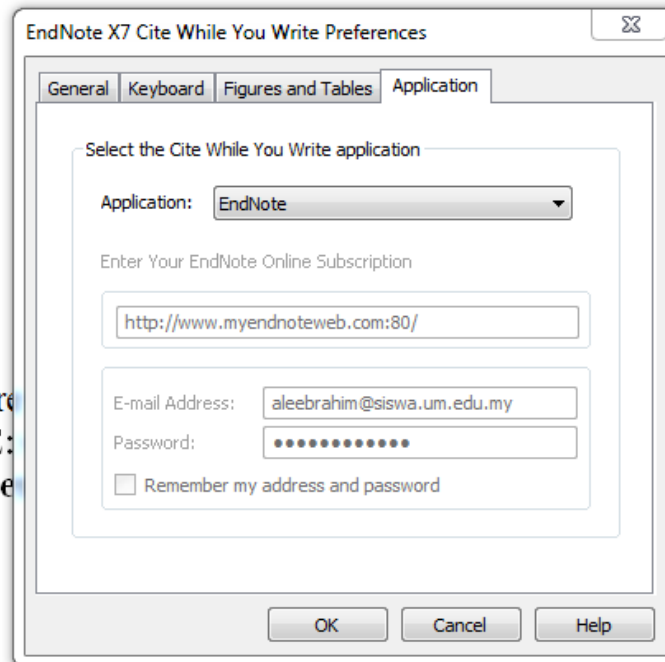 EndNote X7 Cite While You Write Preferences
General Keyboard Figures and Tables Application
Select the Cite While You Write application
Application: EndNote
Enter Your EndNote Online Subscription
http://www.myendnoteweb.com:80/
E-mail Address: aleebrahim@siswa.um.edu.my
Password: ●●●●●●●●●●●●
Remember my address and password
OK Cancel Help